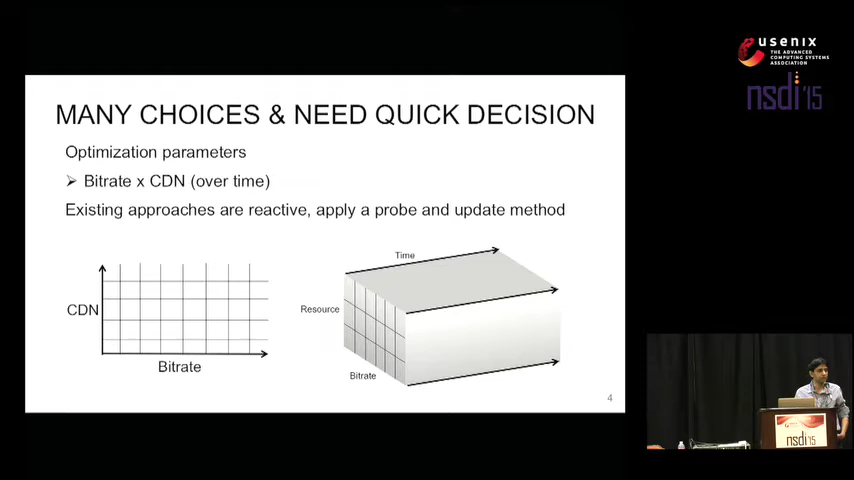 usenix
THE ADVANCED
COMPUTING SYSTEMS
ASSOCIATION
nsdi '15
MANY CHOICES & NEED QUICK DECISION
Optimization parameters
Bitrate x CDN (over time)
Existing approaches are reactive, apply a probe and update method
CDN
Bitrate
Time
Resource
Bitrate
4
nsdi'15